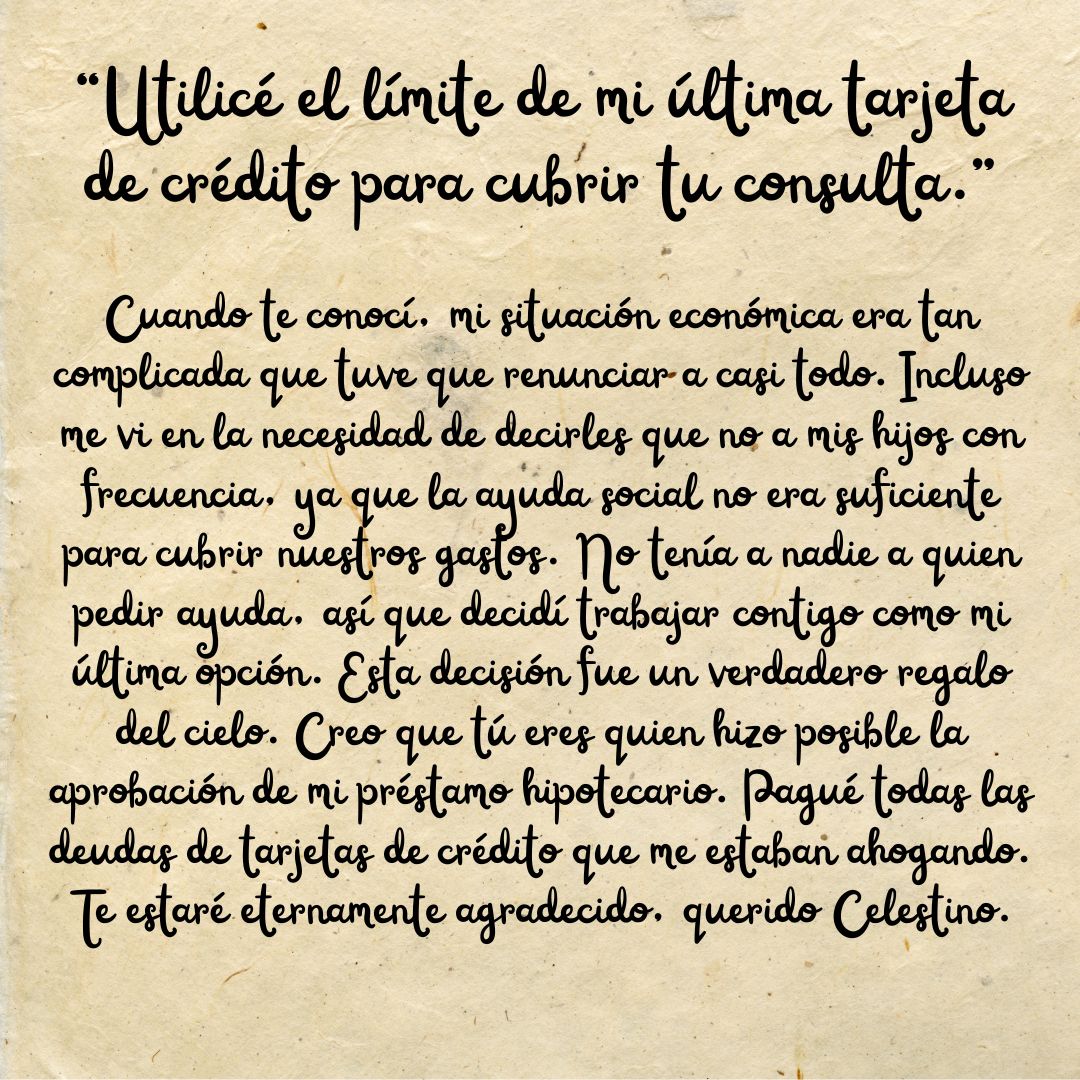 “Utilicé el límite de mi última tarjeta
de crédito para cubrir tu consulta.”
Cuando te conocí, mi situación económica era tan
complicada que tuve que renunciar a casi todo. Incluso
me vi en la necesidad de decirles que no a mis hijos con
frecuencia, ya que la ayuda social no era suficiente
para cubrir nuestros gastos. No tenía a nadie a quien
pedir ayuda, así que decidí trabajar contigo como mi
última opción. Esta decisión fue un verdadero regalo
del cielo. Creo que tú eres quien hizo posible la
aprobación de mi préstamo hipotecario. Pagué todas las
deudas de tarjetas de crédito que me estaban ahogando.
Te estaré eternamente agradecido, querido Celestino.